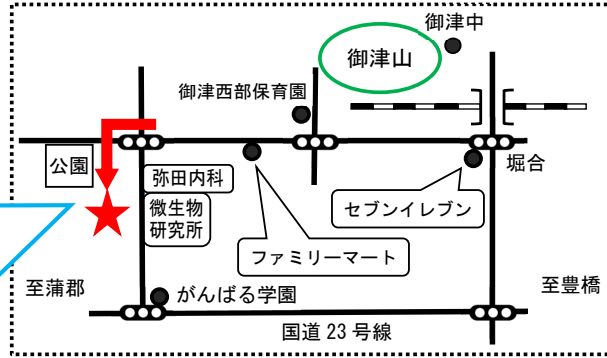 御津中
御津山
御津西部保育園
公園
堀合
弥田内科
微生物
研究所
セブンイレブン
ファミリーマート
至蒲郡
がんばる学園
至豊橋
国道 23 号線